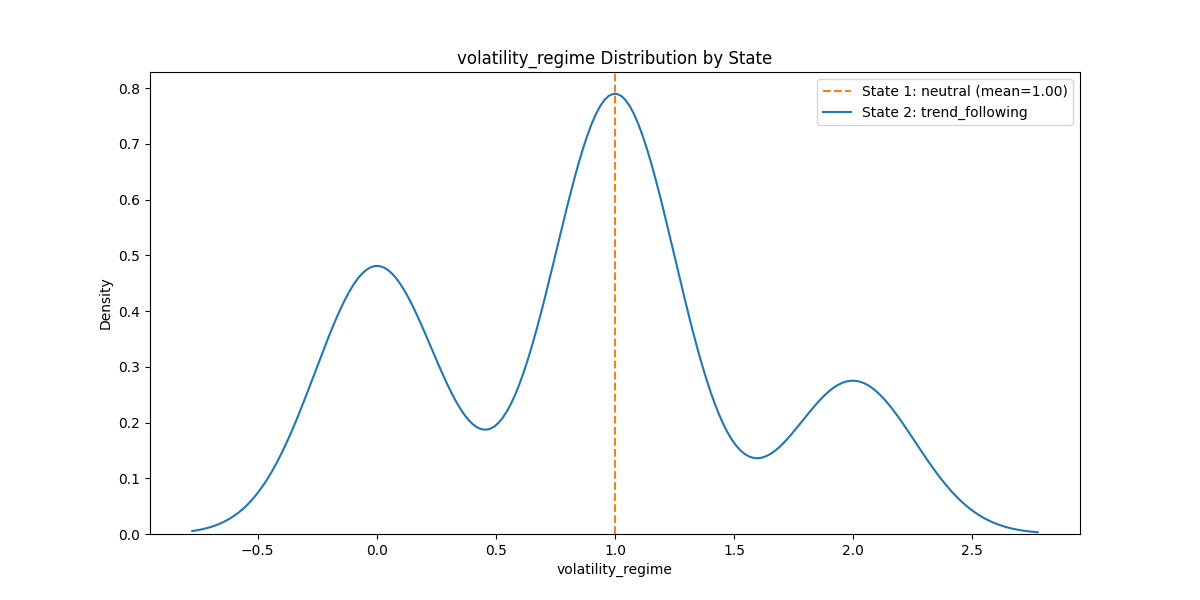 volatility_regime Distribution by State
State 1: neutral (mean=1.00)
State 2: trend_following
Density
0.8
0.7
0.6
0.5
0.4
0.3
0.2
0.1
0.0
−0.5 0.0 0.5 1.0 1.5 2.0 2.5
volatility_regime